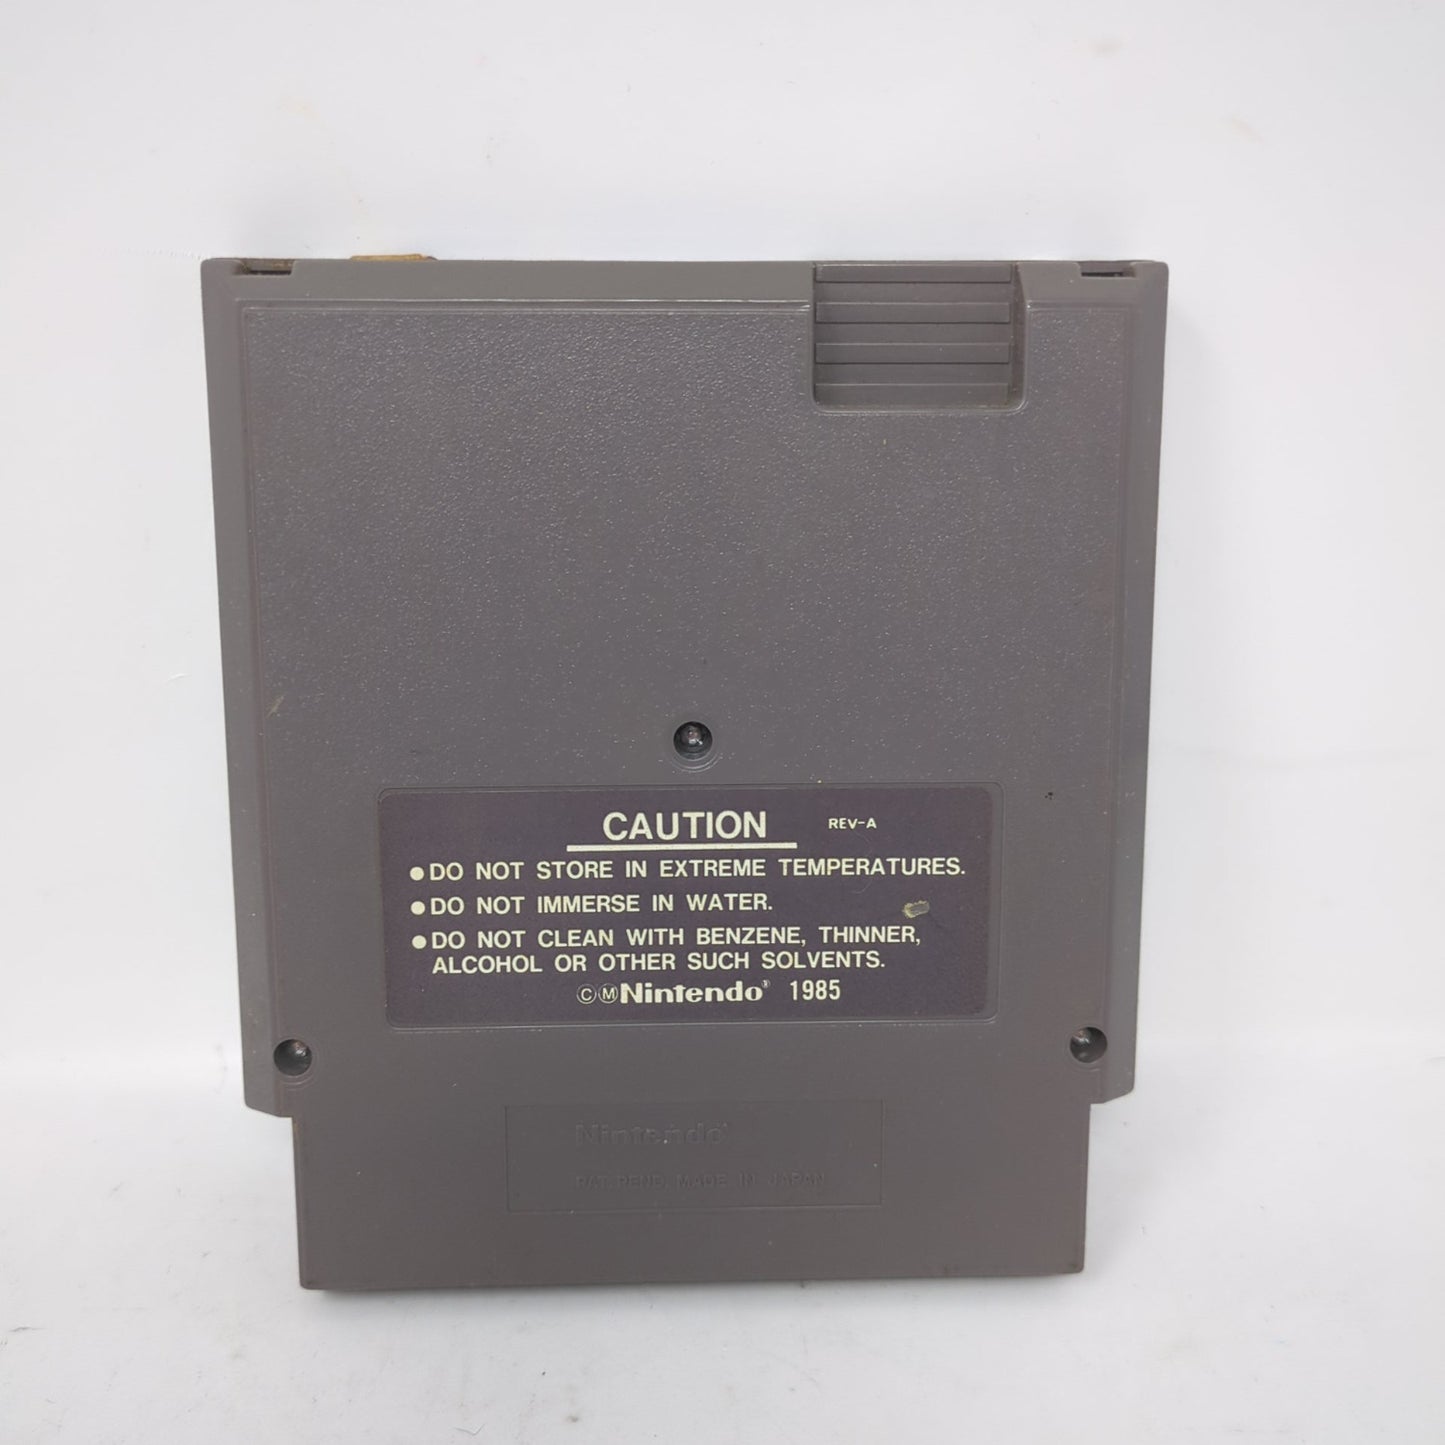 CAUTION REV-A
●DO NOT STORE IN EXTREME TEMPERATURES.
●DO NOT IMMERSE IN WATER.
●DO NOT CLEAN WITH BENZENE, THINNER,
ALCOHOL OR OTHER SUCH SOLVENTS.
©ⓂNintendo® 1985
Nintendo®
PAT. PEND. MADE IN JAPAN